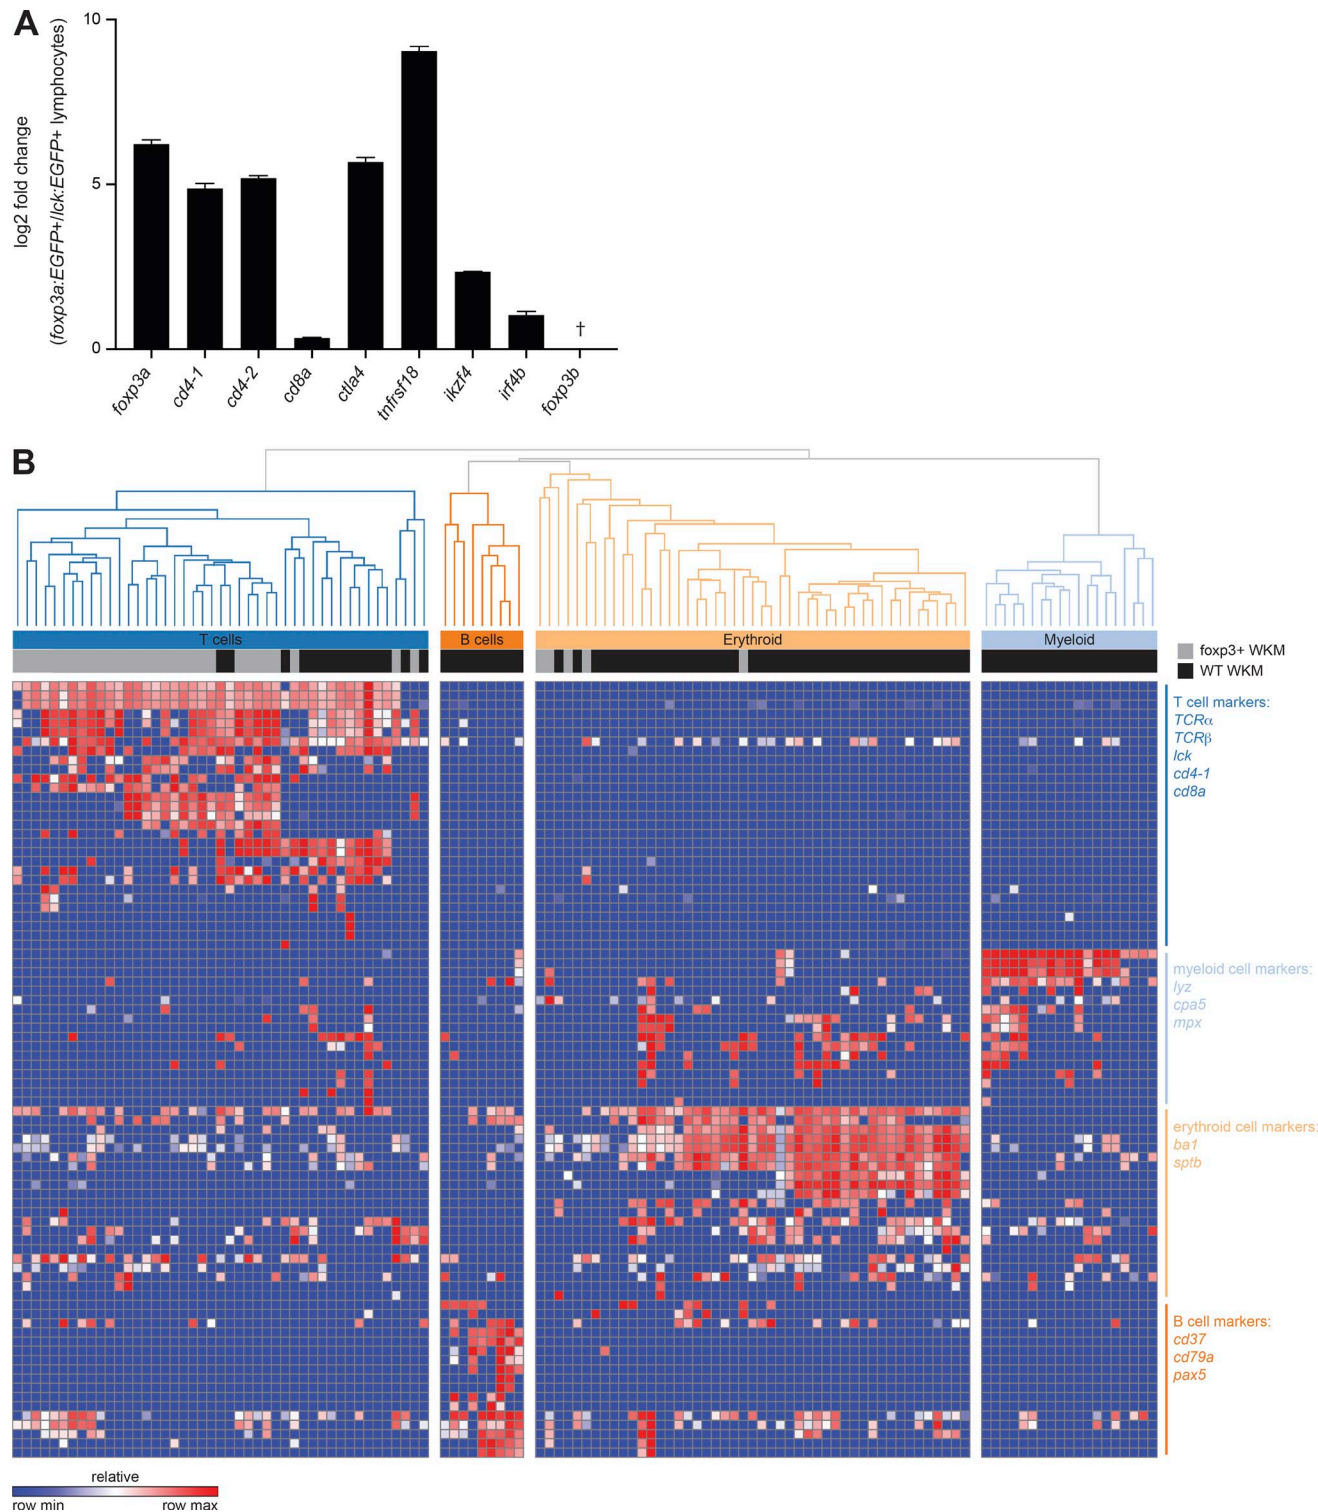 A
10
5
0
log2 fold change
(foxp3a:EGFP+/lck:EGFP+ lymphocytes)
†
foxp3a
cd4-1
cd4-2
cd8a
ctla4
tnfrsf18
ikzf4
irf4b
foxp3b
B
T cells
B cells
Erythroid
Myeloid
foxp3+ WKM
WT WKM
T cell markers:
TCRα
TCRβ
lck
cd4-1
cd8a
myeloid cell markers:
lyz
cpa5
mpx
erythroid cell markers:
ba1
sptb
B cell markers:
cd37
cd79a
pax5
relative
row min row max